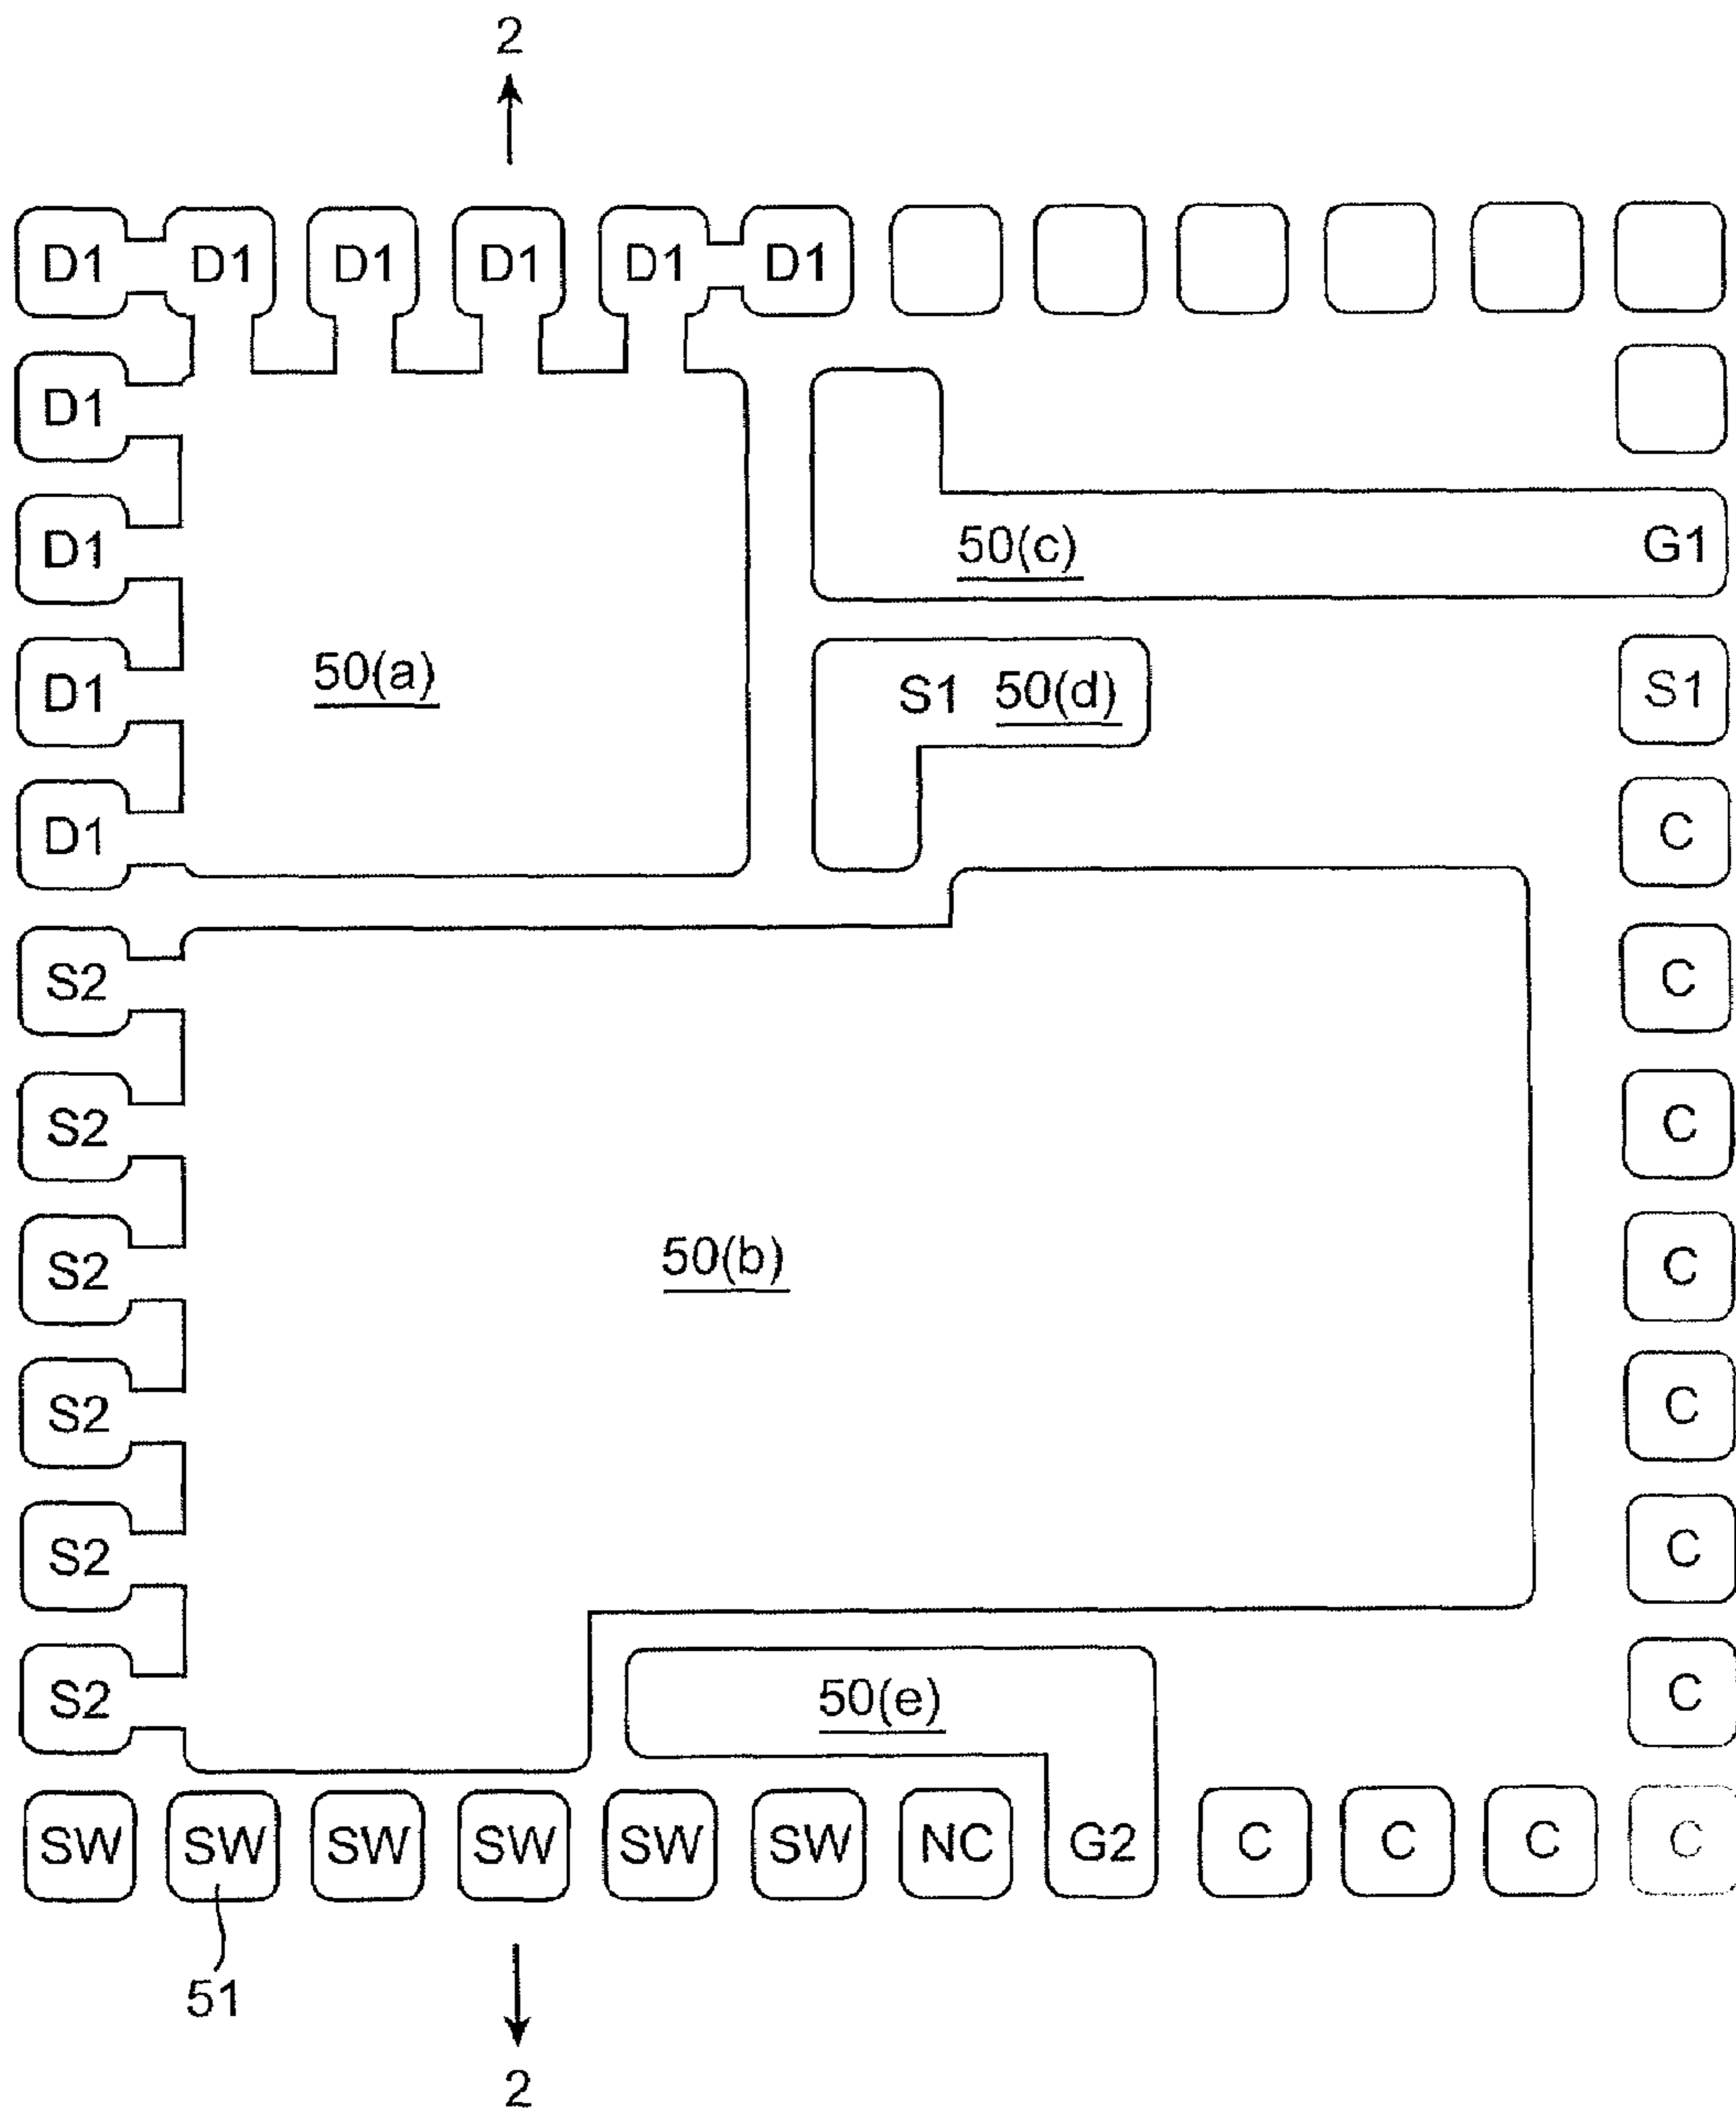 2
D1 D1 D1 D1 D1 D1
D1
D1 50(c) G1
D1 50(a) S1 50(d) S1
D1 C
S2 C
S2 C
S2 50(b) C
S2 C
S2 C
S2 50(e) C
SW SW SW SW SW SW NC G2 C C C C
51
2